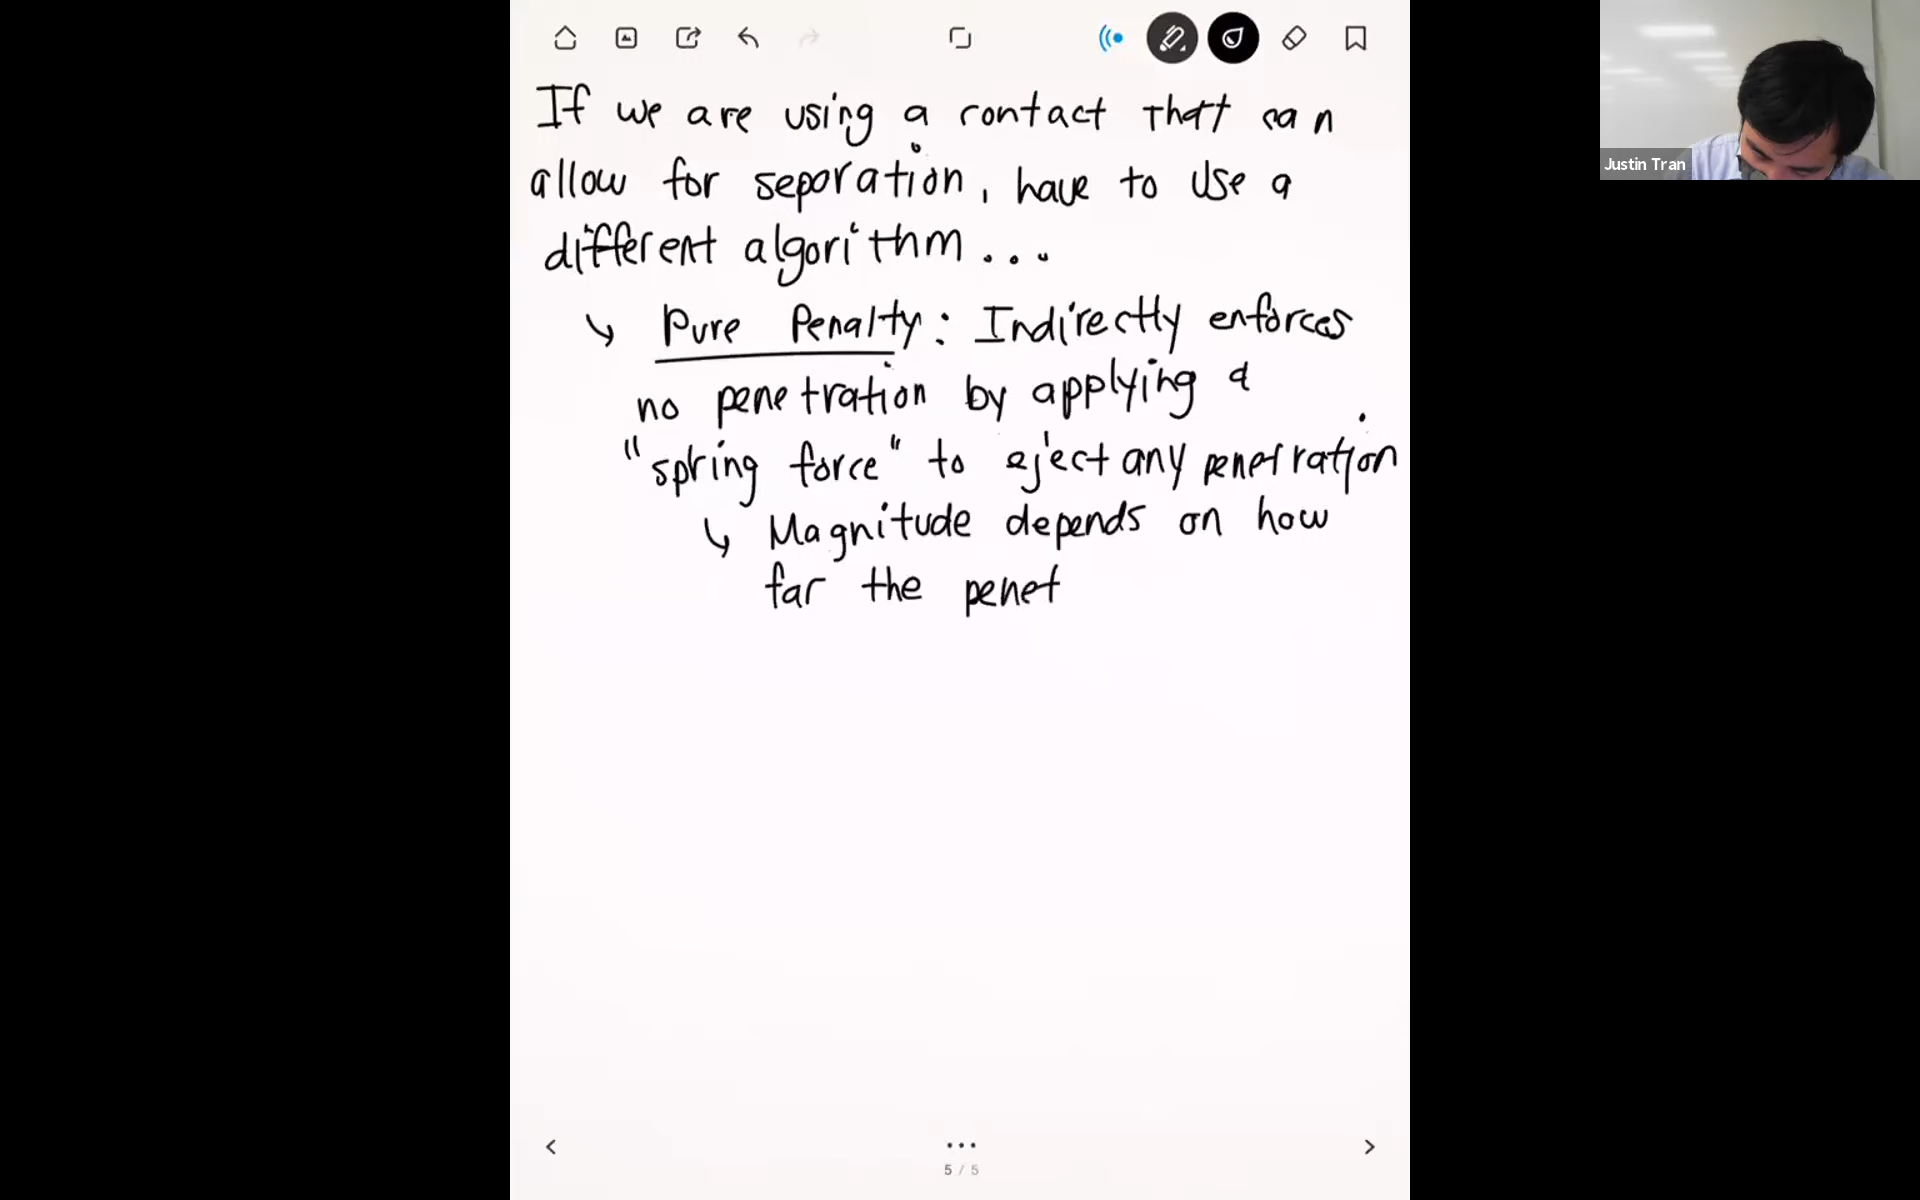 If we are using a contact that can
allow for separation, have to use a
different algorithm...
↳ Pure Penalty: Indirectly enforces
no penetration by applying a
"spring force" to eject any penetration
↳ Magnitude depends on how
far the penet
5 / 5
Justin Tran